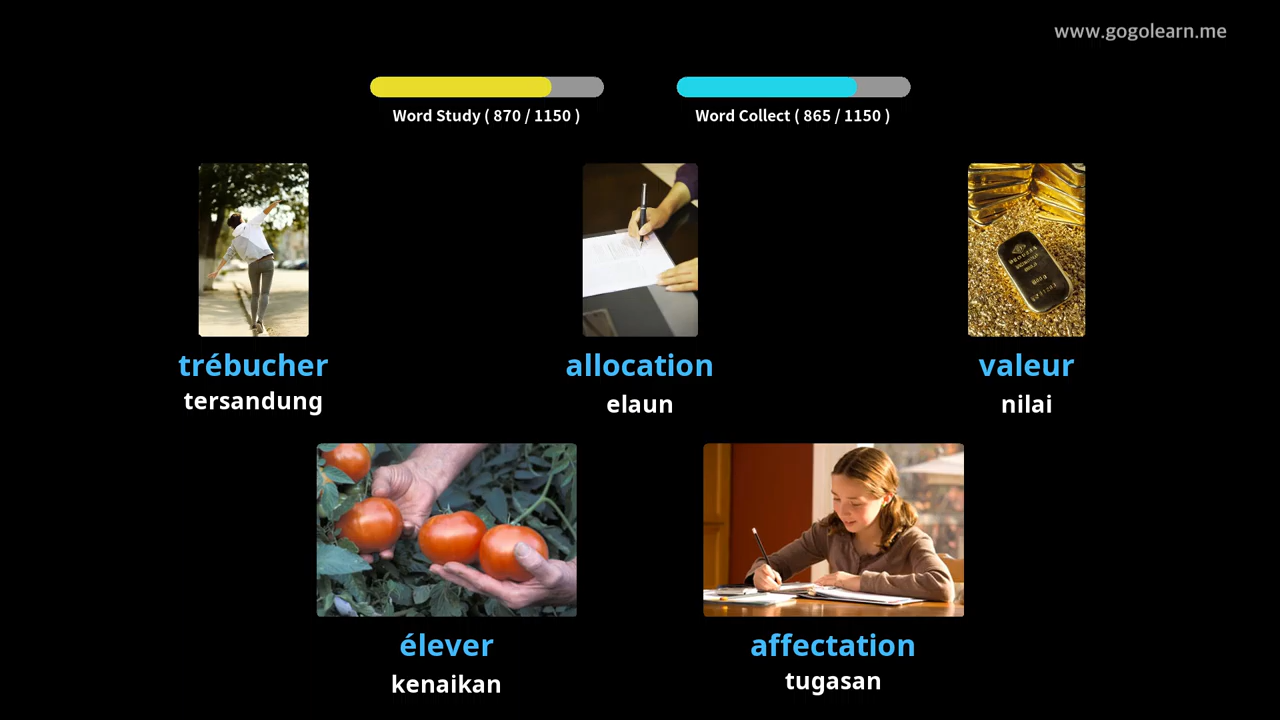 www.gogolearn.me
Word Study ( 870 / 1150 )
Word Collect ( 865 / 1150 )
trébucher
tersandung
allocation
elaun
valeur
nilai
élever
kenaikan
affectation
tugasan